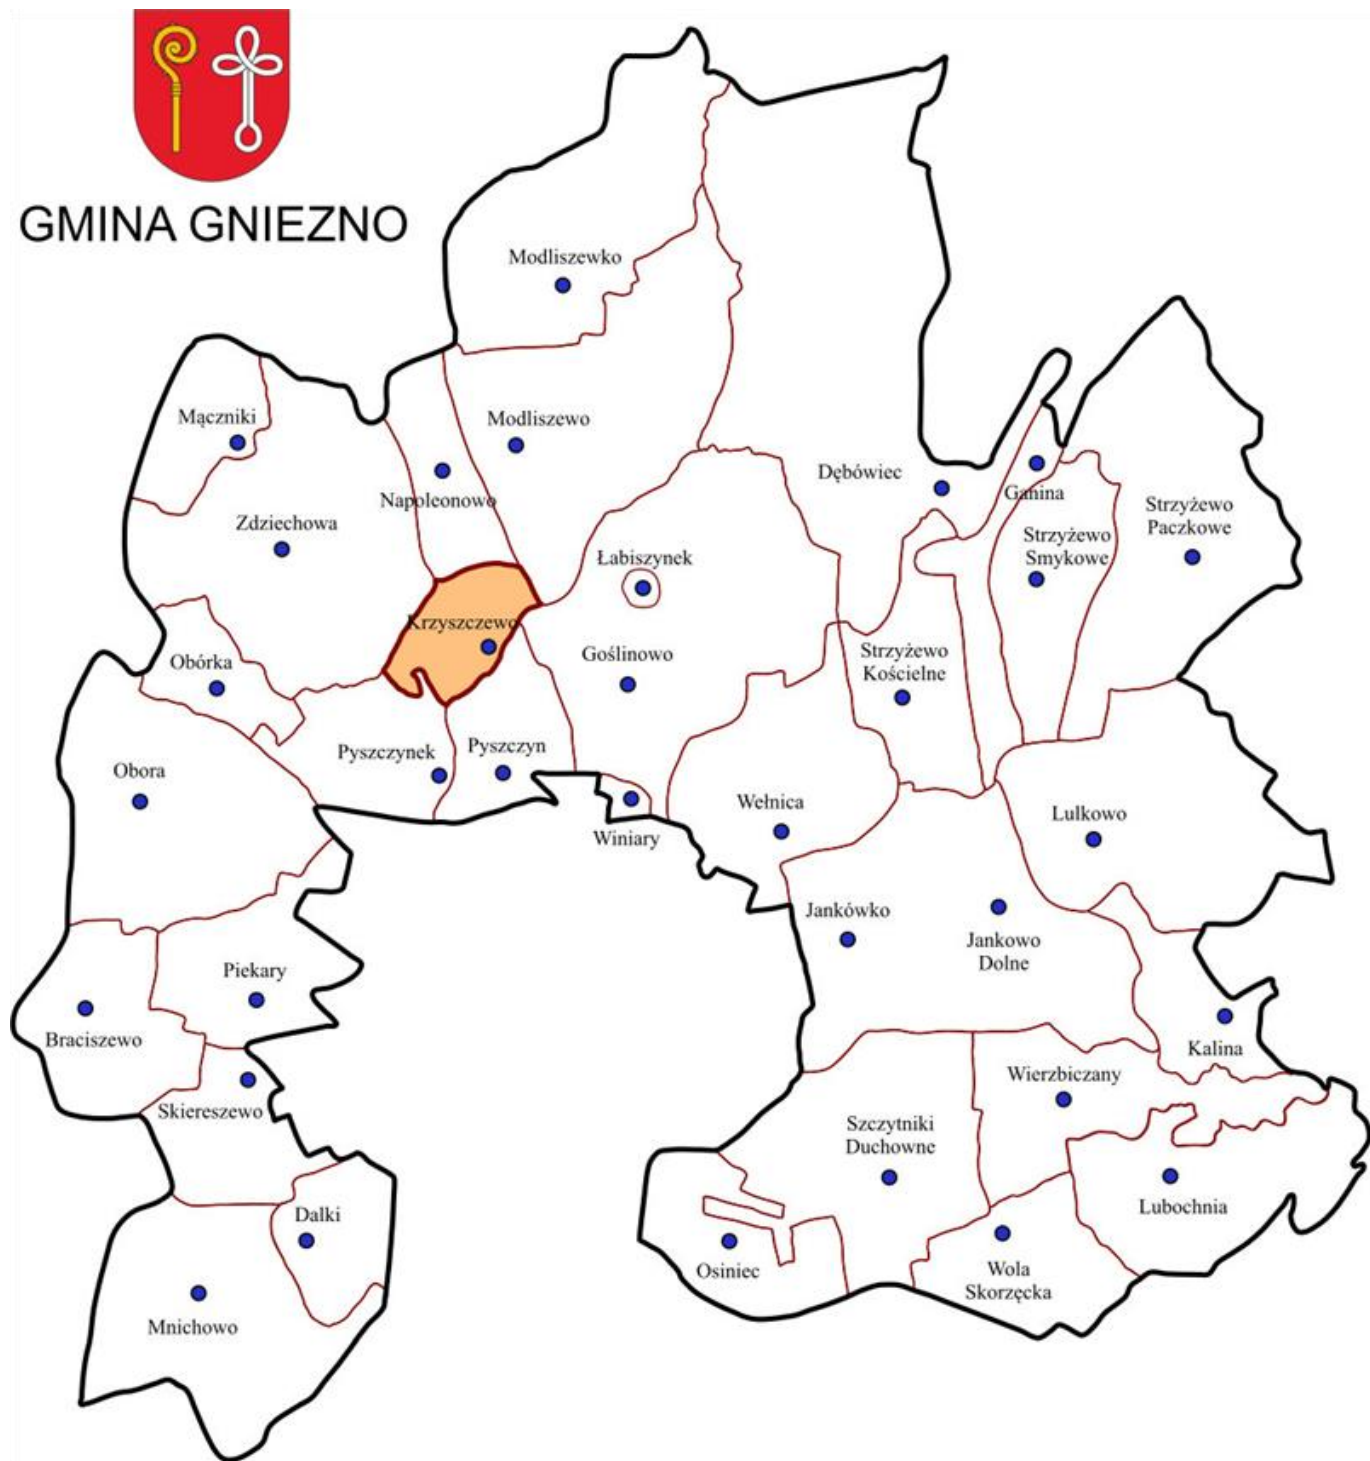 GMINA GNIEZNO
Modliszewko
Mączniki
Modliszewo
Napoleonowo
Dębówiec
Ganina
Strzyżewo
Paczkowe
Zdziechowa
Strzyżewo
Smykowe
Łabiszynek
Krzyszczewo
Obórka
Goślinowo
Strzyżewo
Kościelne
Pyszczynek
Pyszczyn
Obora
Wełnica
Lulkowo
Winiary
Jankówko
Jankowo
Dolne
Piekary
Braciszewo
Kalina
Wierzbiczany
Skiereszewo
Szczytniki
Duchowne
Lubochnia
Dalki
Osiniec
Wola
Skorzęcka
Mnichowo